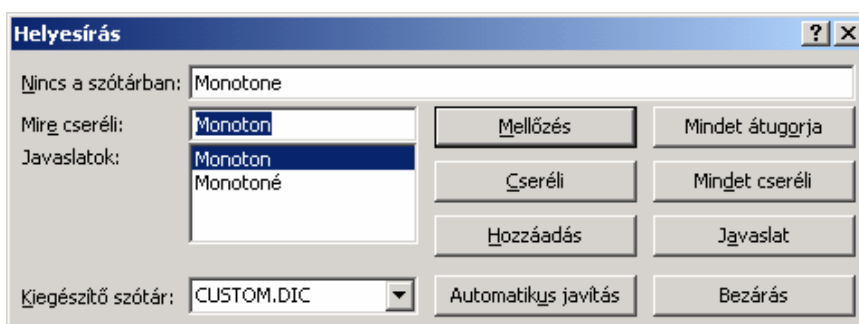 Helyesírás
Nincs a szótárban: Monotone
Mire cseréli: Monoton Mellőzés Mindet átugorja
Javaslatok: Monoton Cseréli Mindet cseréli
Monotoné
Hozzáadás Javaslat
Kiegészítő szótár: CUSTOM.DIC Automatikus javítás Bezárás